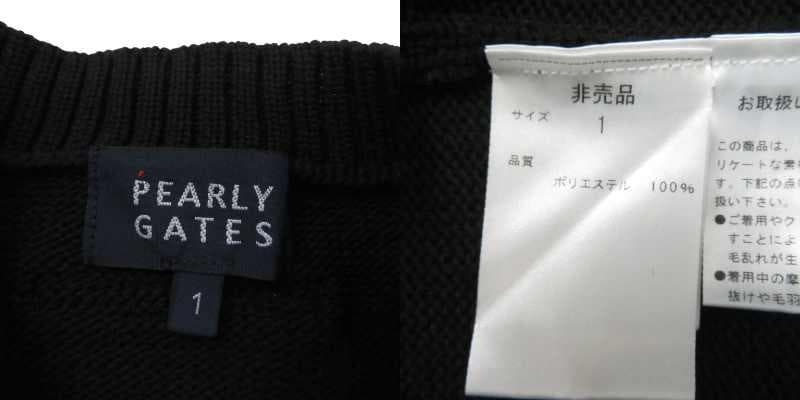 PEARLY
GATES
1
非売品
サイズ 1
品質
ポリエステル 100%
お取扱い
この商品は、
リケートな素
す。下記の点
扱い下さい。
●ご着用やク
すことによ
毛乱れが生
●着用中の摩
抜けや毛羽